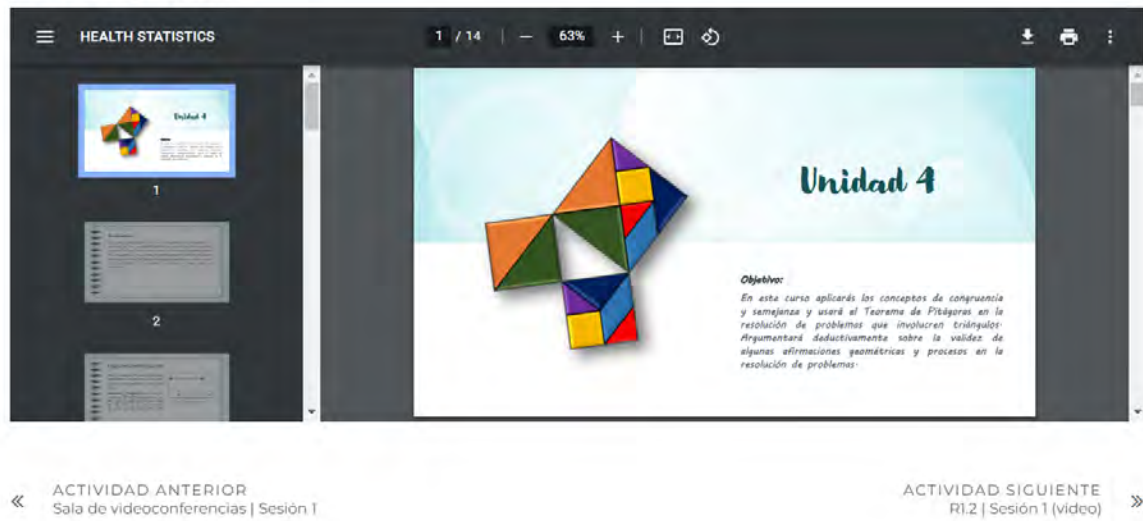 HEALTH STATISTICS
1 / 14
63%
Unidad 4
1
2
Unidad 4
Objetivo:
En este curso aplicarás los conceptos de congruencia
y semejanza y usará el Teorema de Pitágoras en la
resolución de problemas que involucren triángulos.
Argumentará deductivamente sobre la validez de
algunas afirmaciones geométricas y procesos en la
resolución de problemas.
ACTIVIDAD ANTERIOR
Sala de videoconferencias | Sesión 1
ACTIVIDAD SIGUIENTE
R1.2 | Sesión 1 (video)